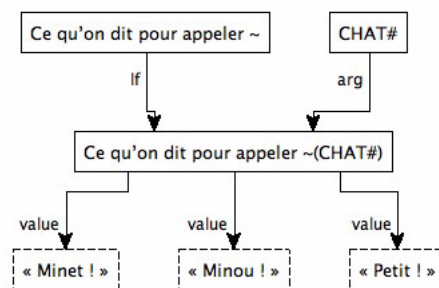 Ce qu'on dit pour appeler ~
CHAT#
lf
arg
Ce qu'on dit pour appeler ~(CHAT#)
value
value
value
« Minet ! »
« Minou ! »
« Petit ! »